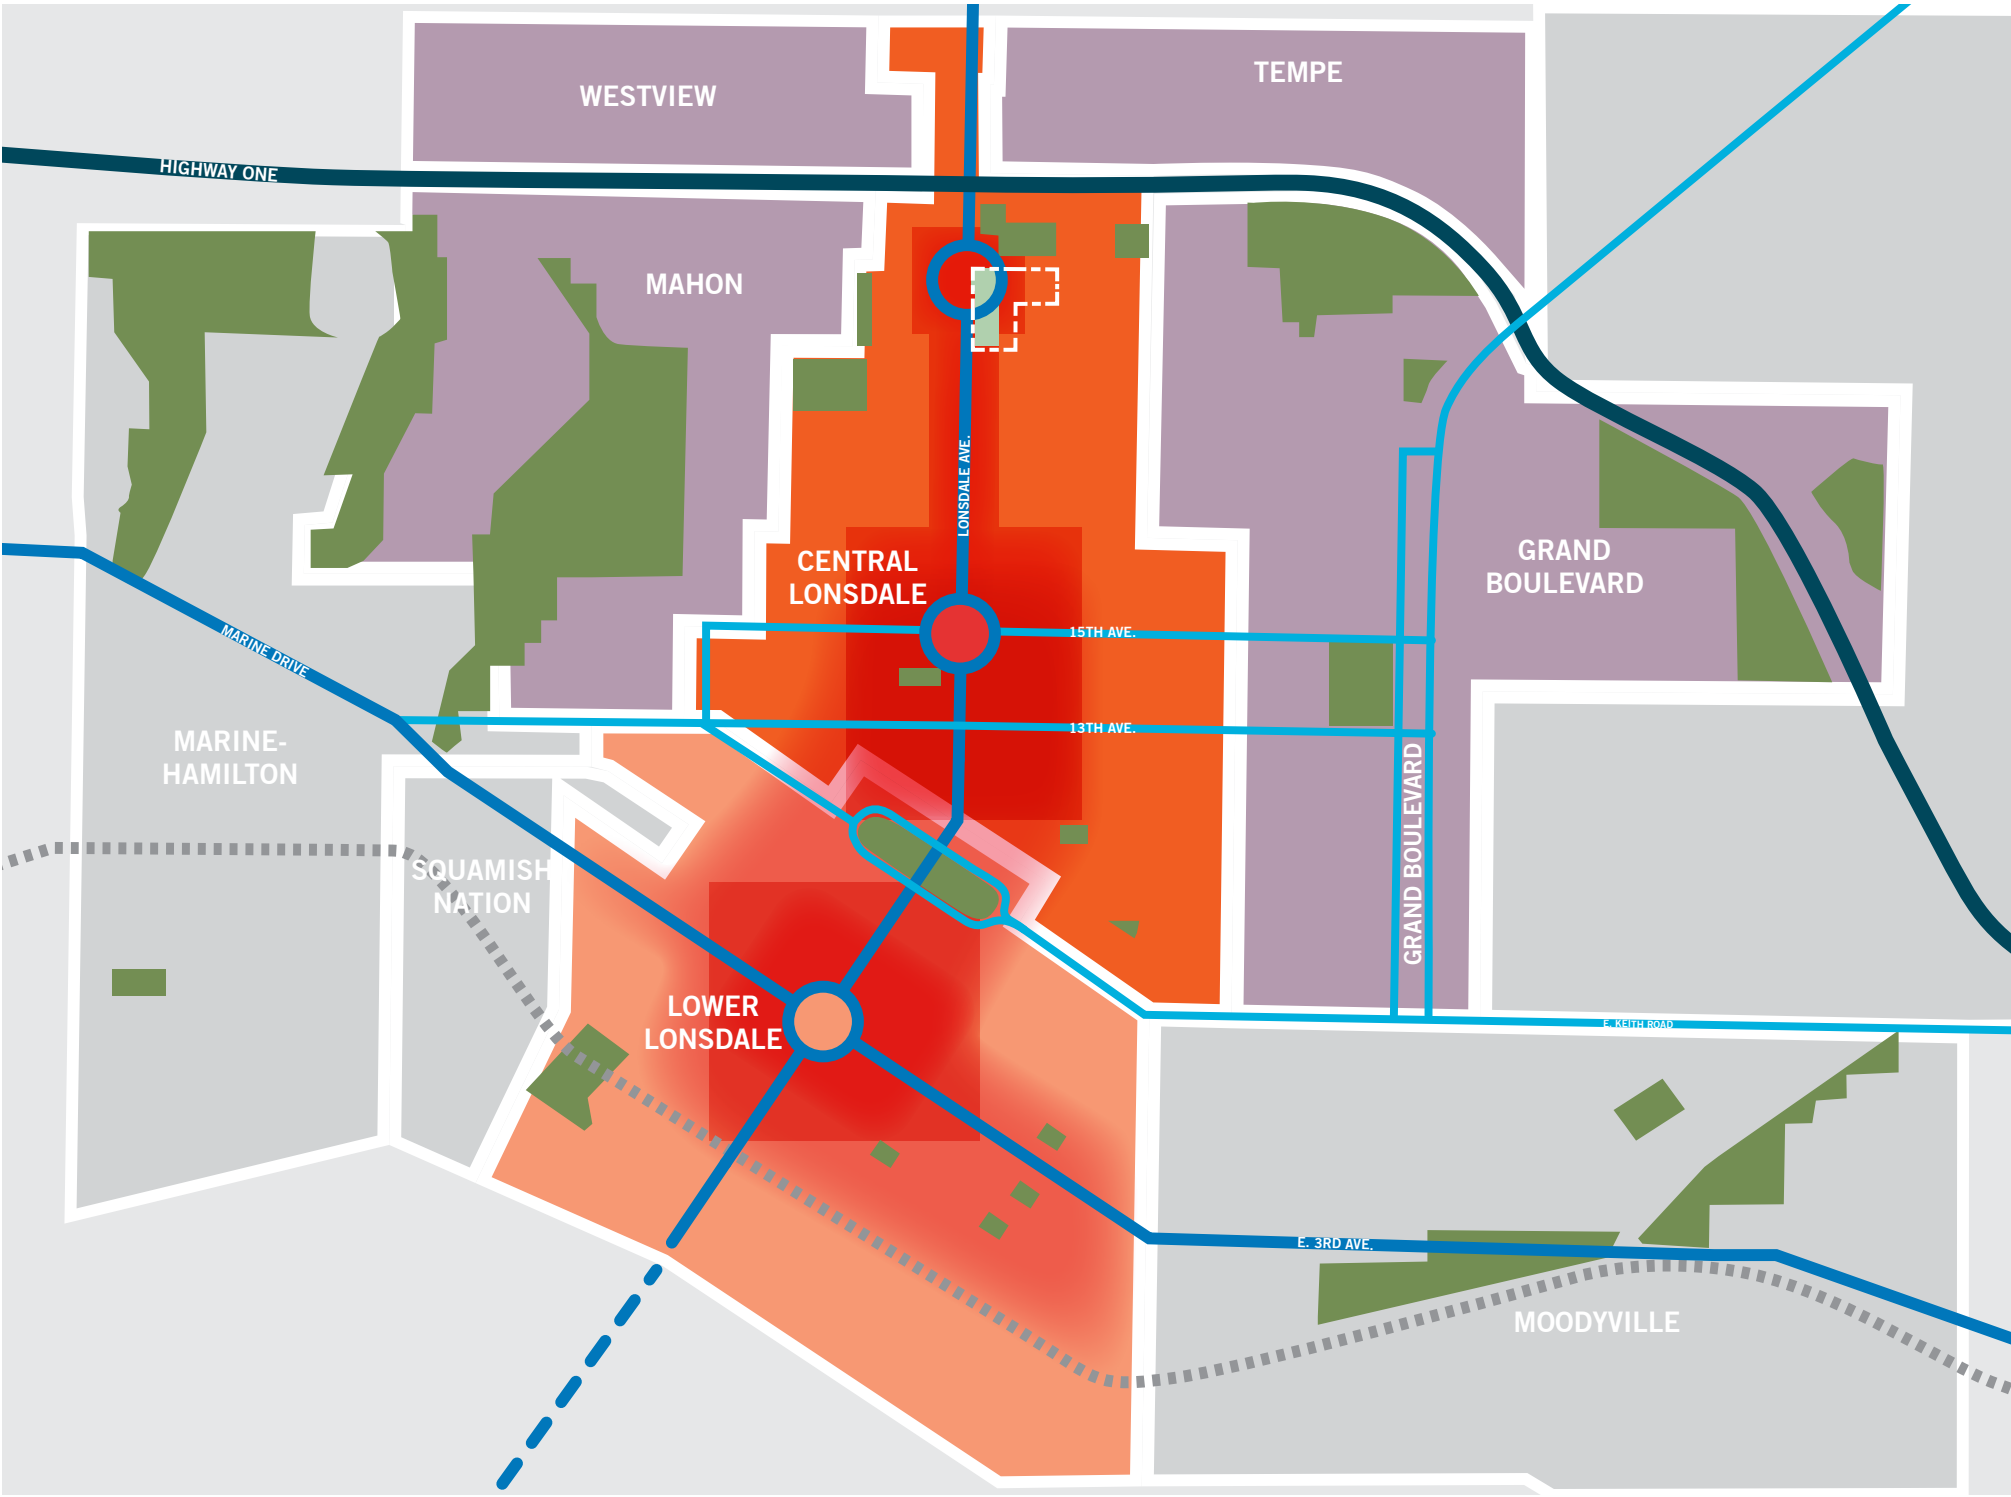 WESTVIEW
TEMPE
HIGHWAY ONE
MAHON
LONSDALE AVE.
CENTRAL
LONSDALE
GRAND
BOULEVARD
15TH AVE.
MARINE DRIVE
13TH AVE.
MARINE-
HAMILTON
GRAND BOULEVARD
SQUAMISH
NATION
LOWER
LONSDALE
E. KEITH ROAD
E. 3RD AVE.
MOODYVILLE